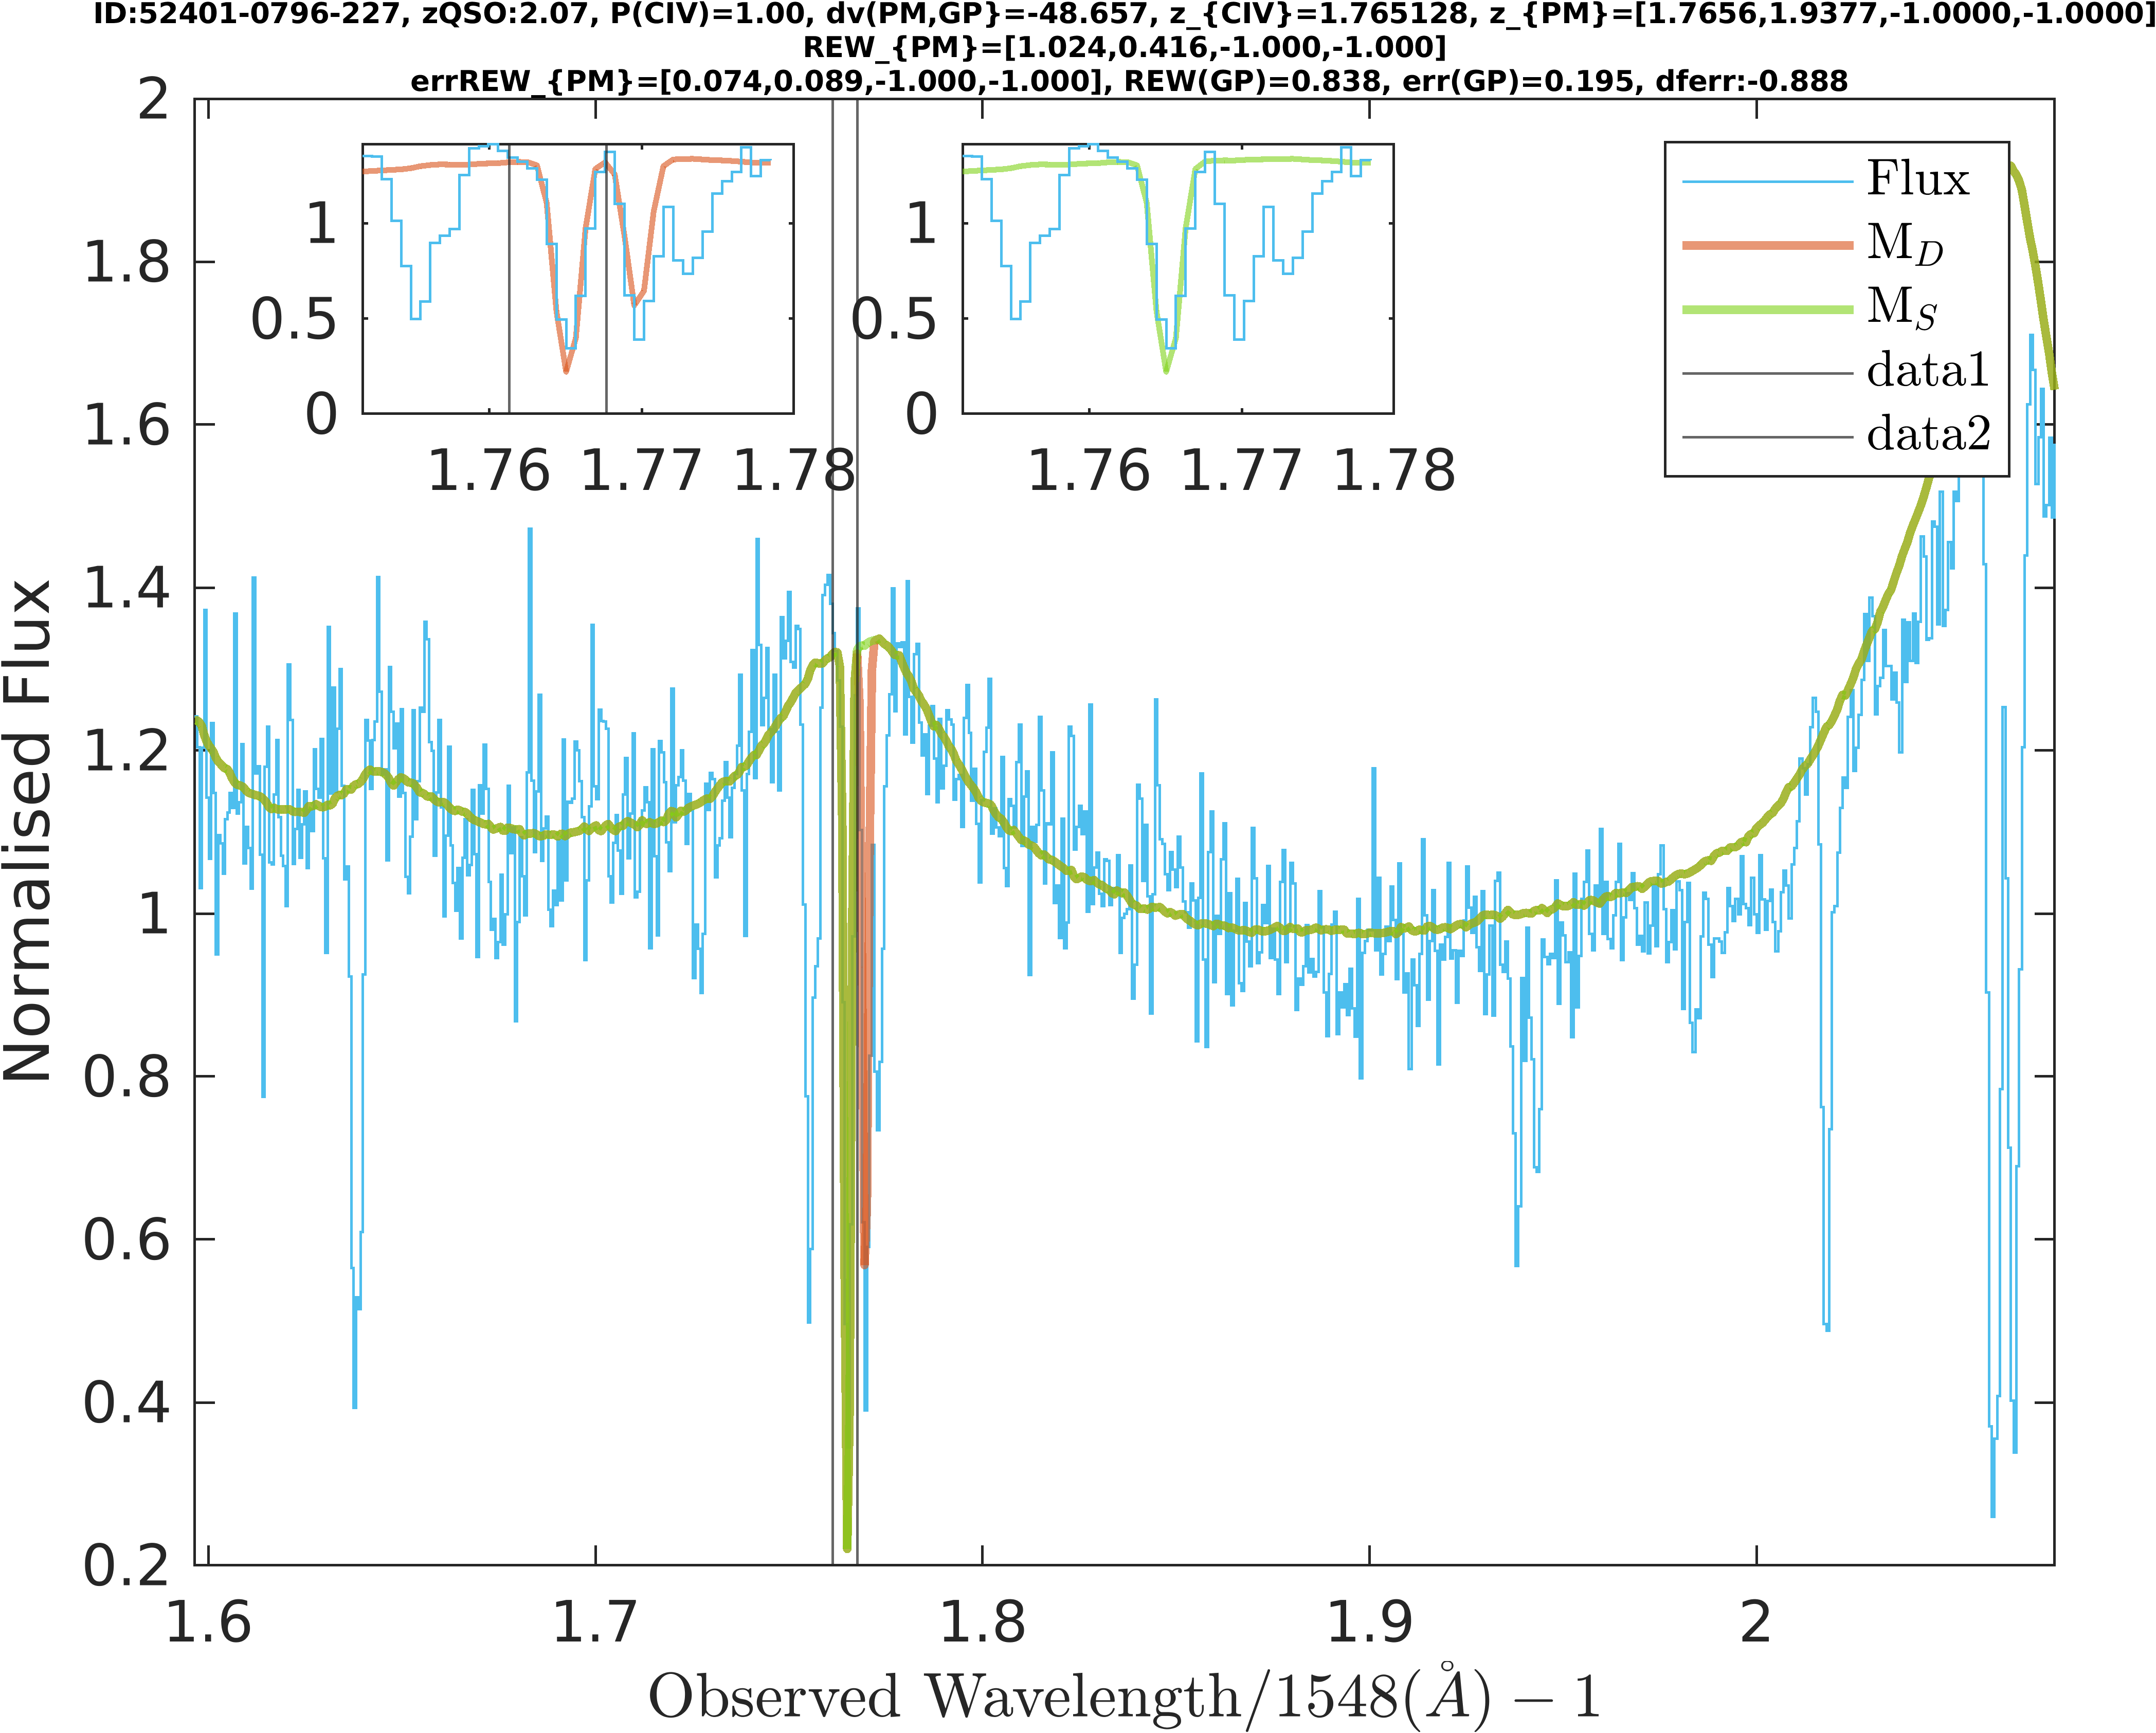 ID:52401-0796-227, zQSO:2.07, P(CIV)=1.00, dv(PM,GP}=-48.657, z_{CIV}=1.765128, z_{PM}=[1.7656,1.9377,-1.0000,-1.0000]
REW_{PM}=[1.024,0.416,-1.000,-1.000]
errREW_{PM}=[0.074,0.089,-1.000,-1.000], REW(GP)=0.838, err(GP)=0.195, dferr:-0.888
2
1.8
1.6
1.4
1.2
1
0.8
0.6
0.4
0.2
Normalised Flux
1
0.5
0
1.76 1.77 1.78
1
0.5
0
1.76 1.77 1.78
Flux
M_D
M_S
data1
data2
1.6 1.7 1.8 1.9 2
Observed Wavelength/1548(Å) − 1